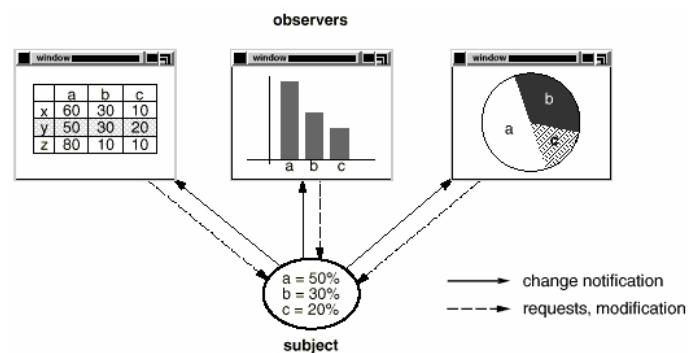 observers
window
window
window
a b c
x 60 30 10
y 50 30 20
z 80 10 10
a b c
a
b
c
a = 50%
b = 30%
c = 20%
subject
change notification
requests, modification